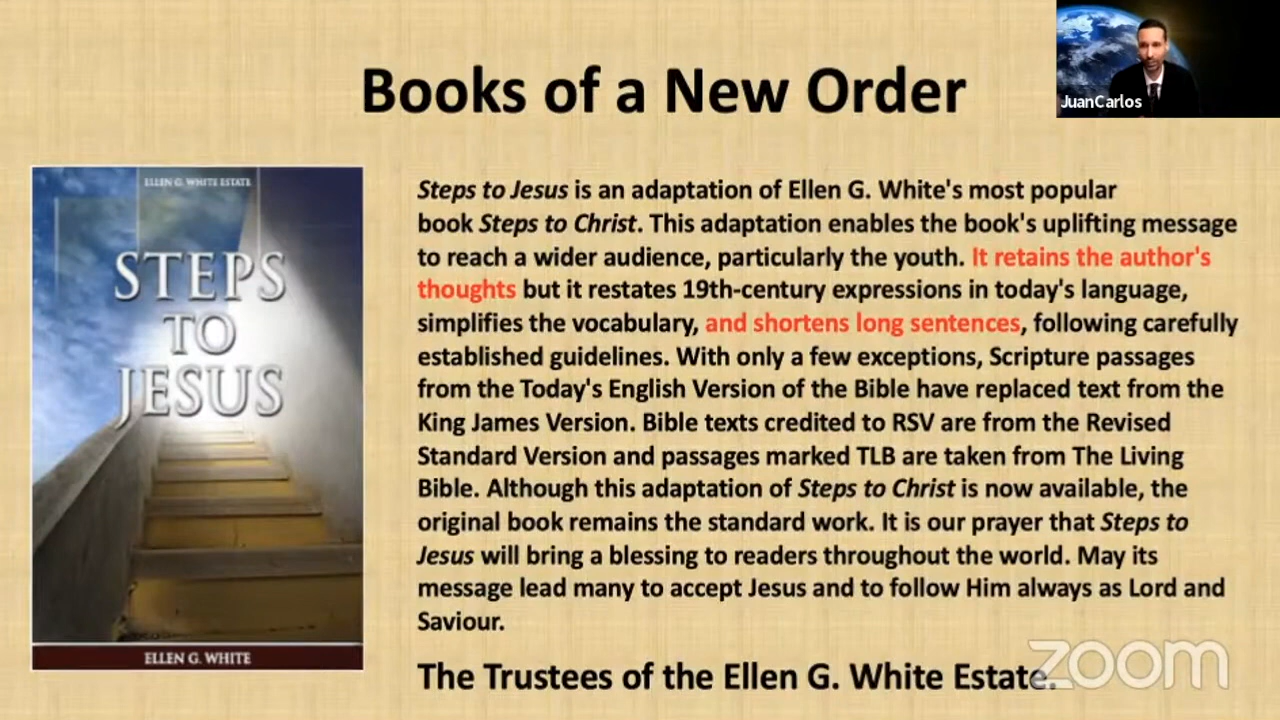 Books of a New Order
JuanCarlos
ELLEN G. WHITE ESTATE
STEPS
TO
JESUS
ELLEN G. WHITE
Steps to Jesus is an adaptation of Ellen G. White's most popular
book Steps to Christ. This adaptation enables the book's uplifting message
to reach a wider audience, particularly the youth. It retains the author's
thoughts but it restates 19th-century expressions in today's language,
simplifies the vocabulary, and shortens long sentences, following carefully
established guidelines. With only a few exceptions, Scripture passages
from the Today's English Version of the Bible have replaced text from the
King James Version. Bible texts credited to RSV are from the Revised
Standard Version and passages marked TLB are taken from The Living
Bible. Although this adaptation of Steps to Christ is now available, the
original book remains the standard work. It is our prayer that Steps to
Jesus will bring a blessing to readers throughout the world. May its
message lead many to accept Jesus and to follow Him always as Lord and
Saviour.
The Trustees of the Ellen G. White Estate.
zoom